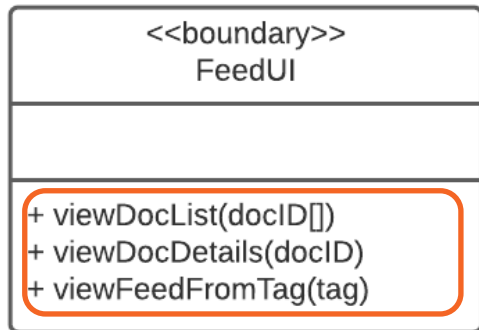 <<boundary>>
FeedUI
+ viewDocList(docID[])
+ viewDocDetails(docID)
+ viewFeedFromTag(tag)